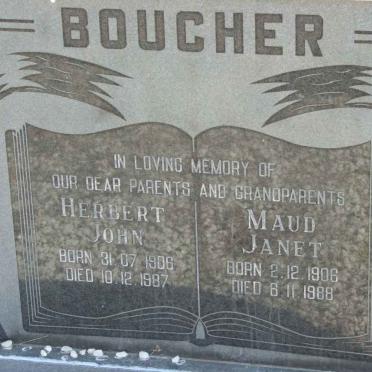 BOUCHER
IN LOVING MEMORY OF
OUR DEAR PARENTS AND GRANDPARENTS
HERBERT
JOHN
BORN 31.07.1906
DIED 10.12.1987
MAUD
JANET
BORN 2.12.1906
DIED 6.11.1988